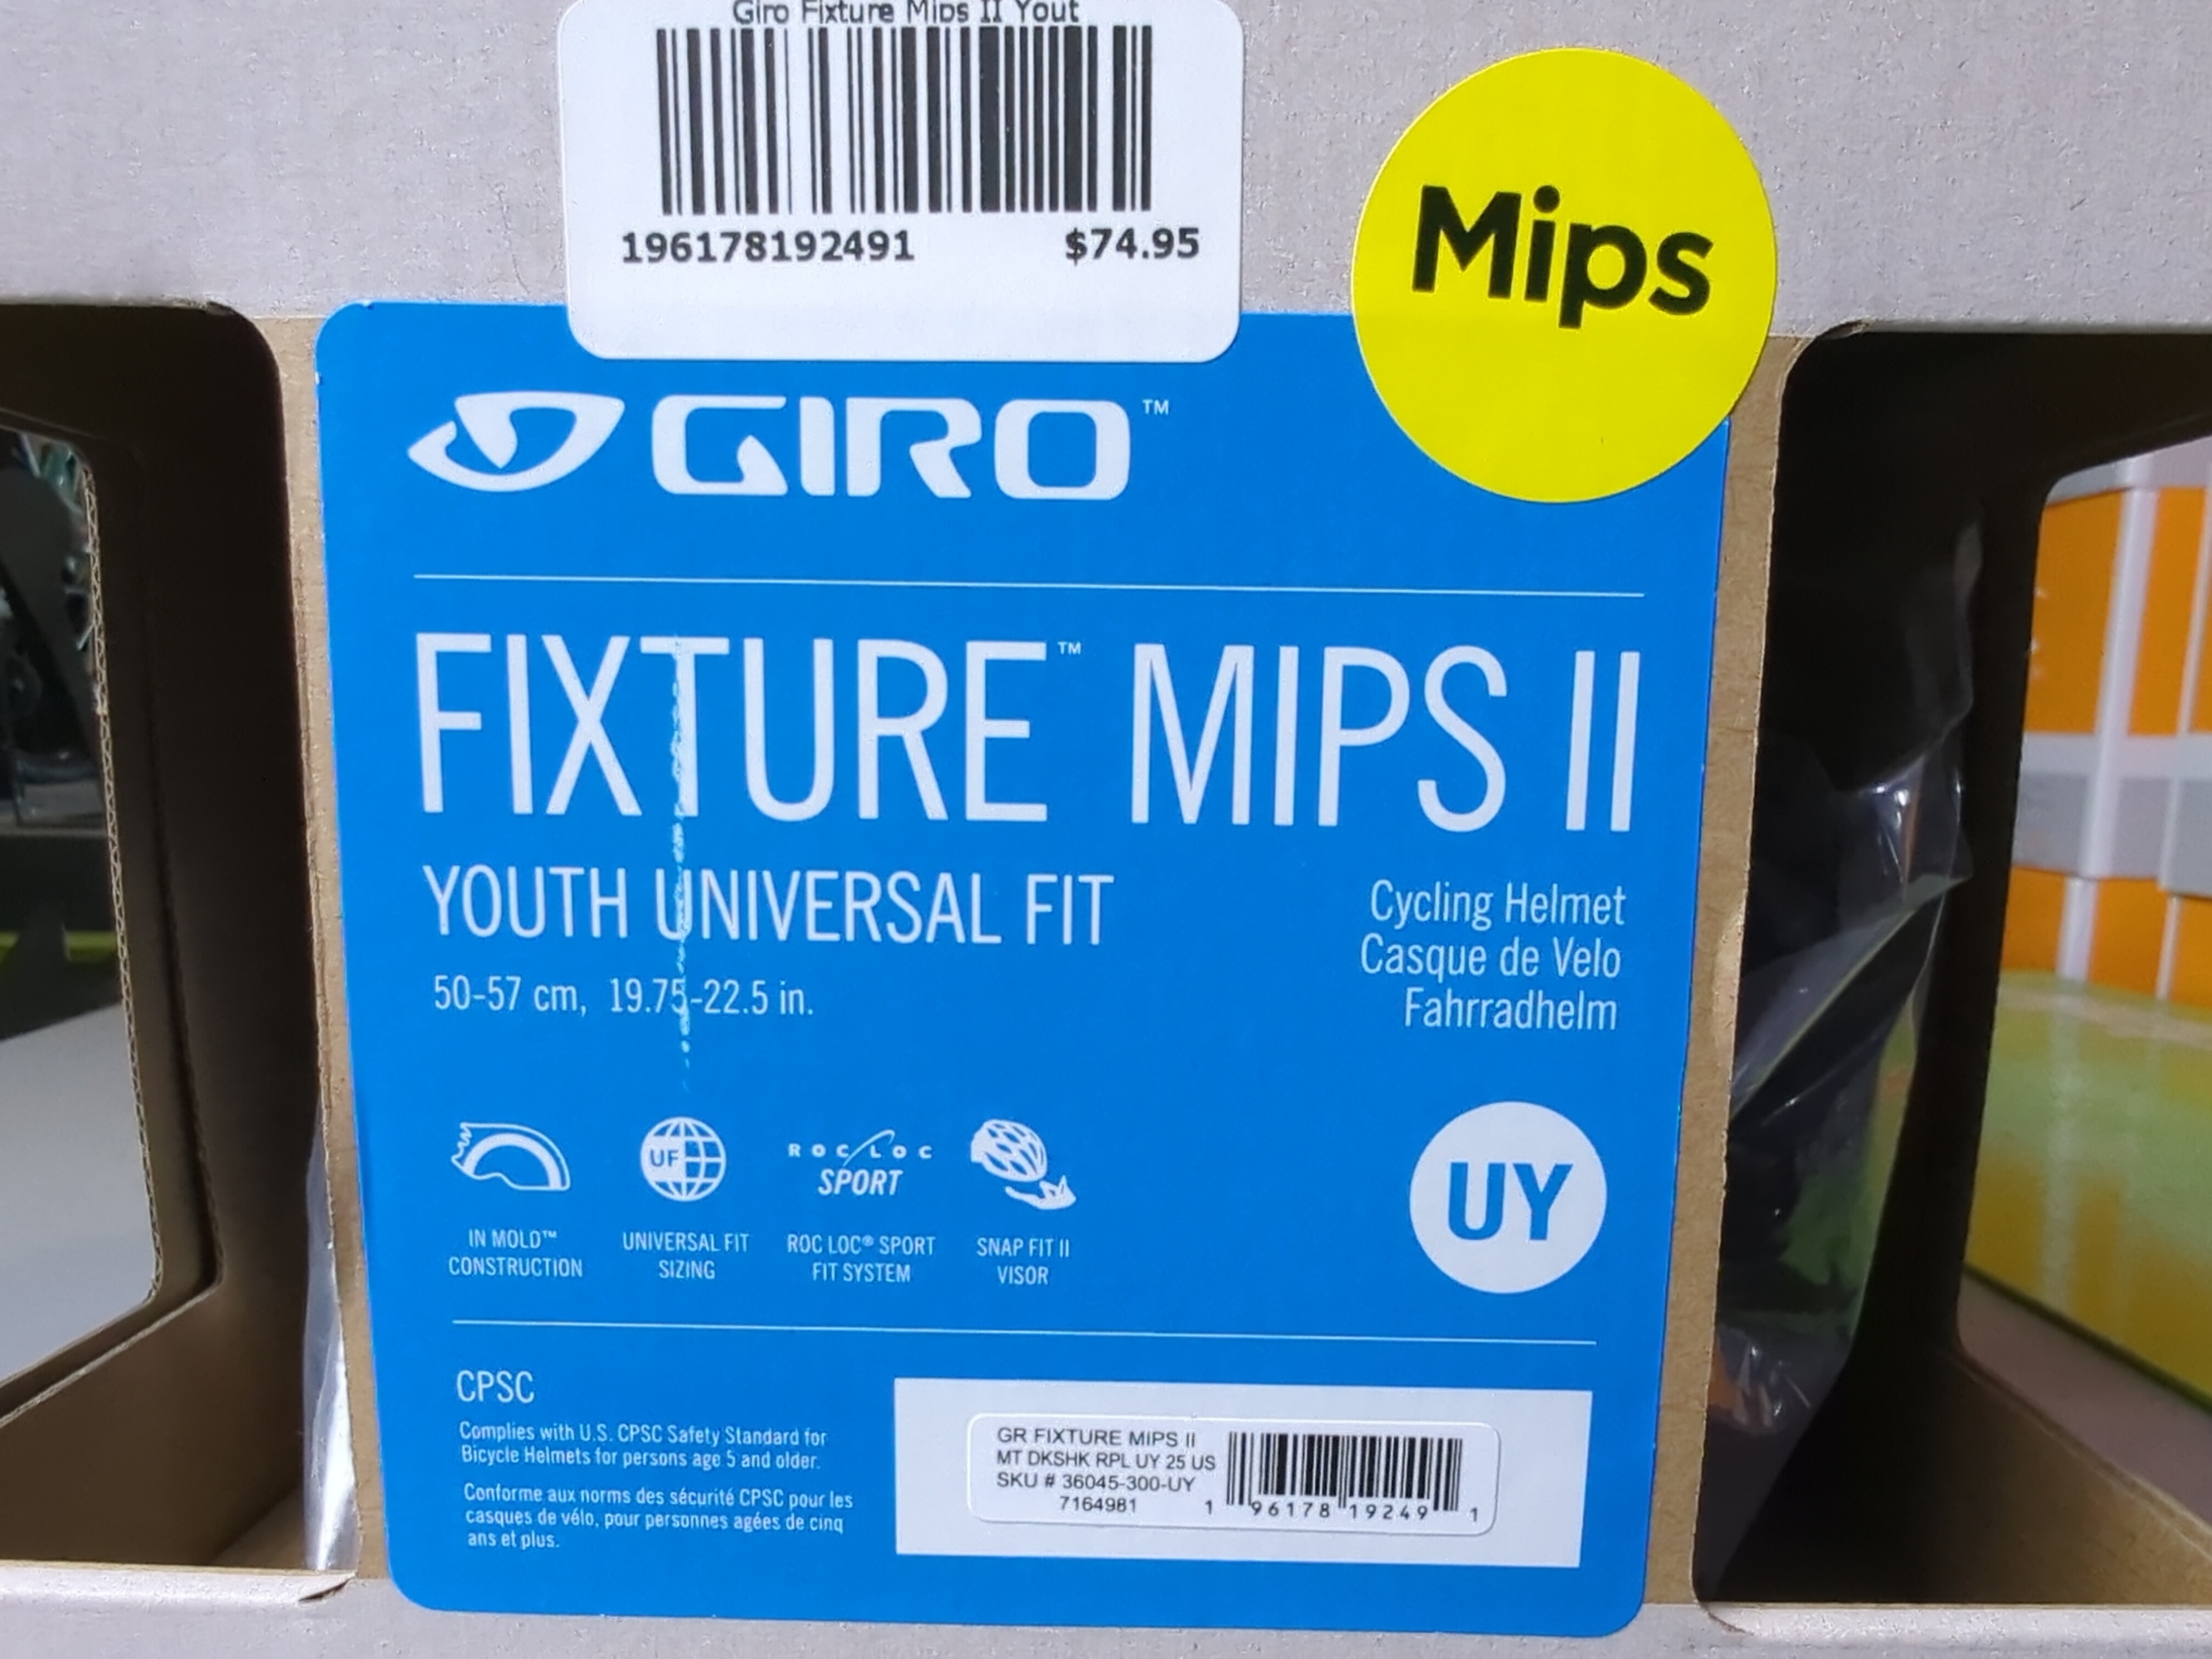 Giro Fixture Mips II Yout
196178192491 $74.95
Mips
GIRO™
FIXTURE™ MIPS II
YOUTH UNIVERSAL FIT
50-57 cm, 19.75-22.5 in.
Cycling Helmet
Casque de Velo
Fahrradhelm
UF
ROC LOC
SPORT
IN MOLD™
CONSTRUCTION
UNIVERSAL FIT
SIZING
ROC LOC® SPORT
FIT SYSTEM
SNAP FIT II
VISOR
UY
CPSC
Complies with U.S. CPSC Safety Standard for
Bicycle Helmets for persons age 5 and older.
Conforme aux norms des sécurité CPSC pour les
casques de vélo, pour personnes agées de cinq
ans et plus.
GR FIXTURE MIPS II
MT DKSHK RPL UY 25 US
SKU # 36045-300-UY
7164981
1 96178 19249 1